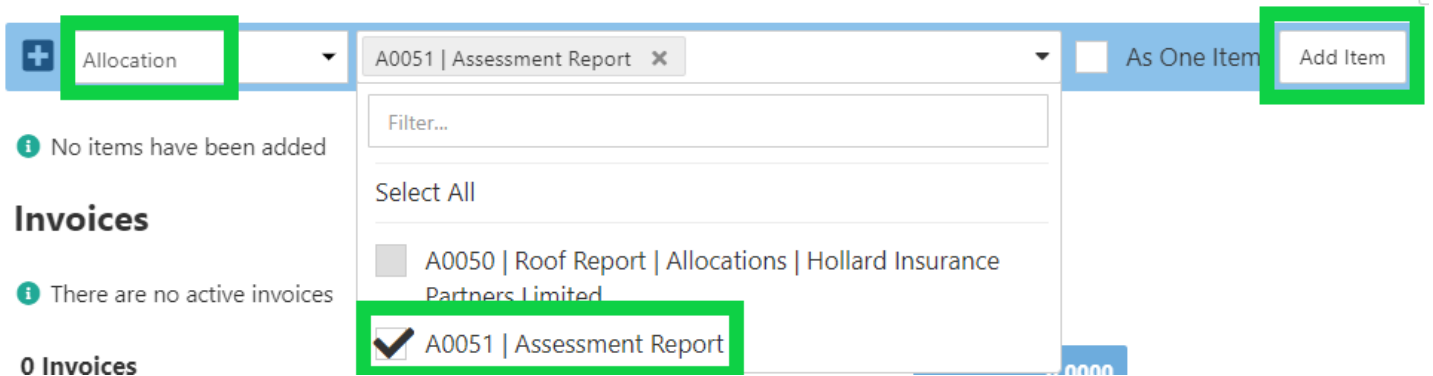 Allocation
A0051 | Assessment Report
As One Item
Add Item
Filter...
No items have been added
Select All
Invoices
A0050 | Roof Report | Allocations | Hollard Insurance
Partners Limited
There are no active invoices
A0051 | Assessment Report
0 Invoices